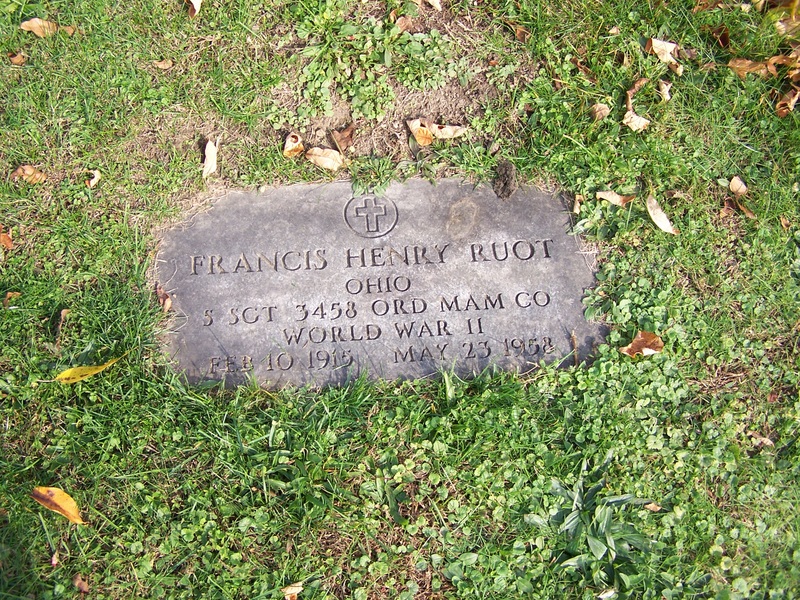 FRANCIS HENRY RUOT
OHIO
S SGT 3458 ORD MAM CO
WORLD WAR II
FEB 10 1915 MAY 23 1958